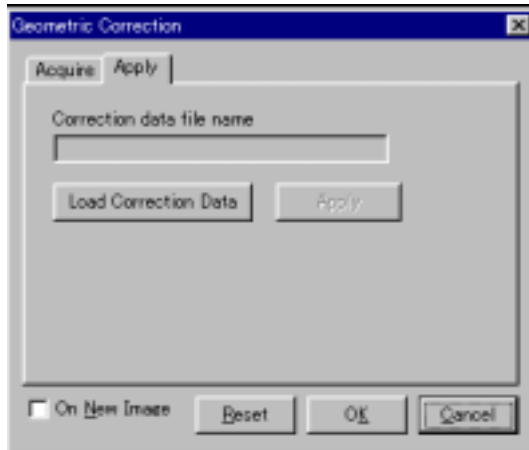 Geometric Correction
Acquire Apply
Correction data file name
Load Correction Data Apply
On New Image Reset OK Cancel